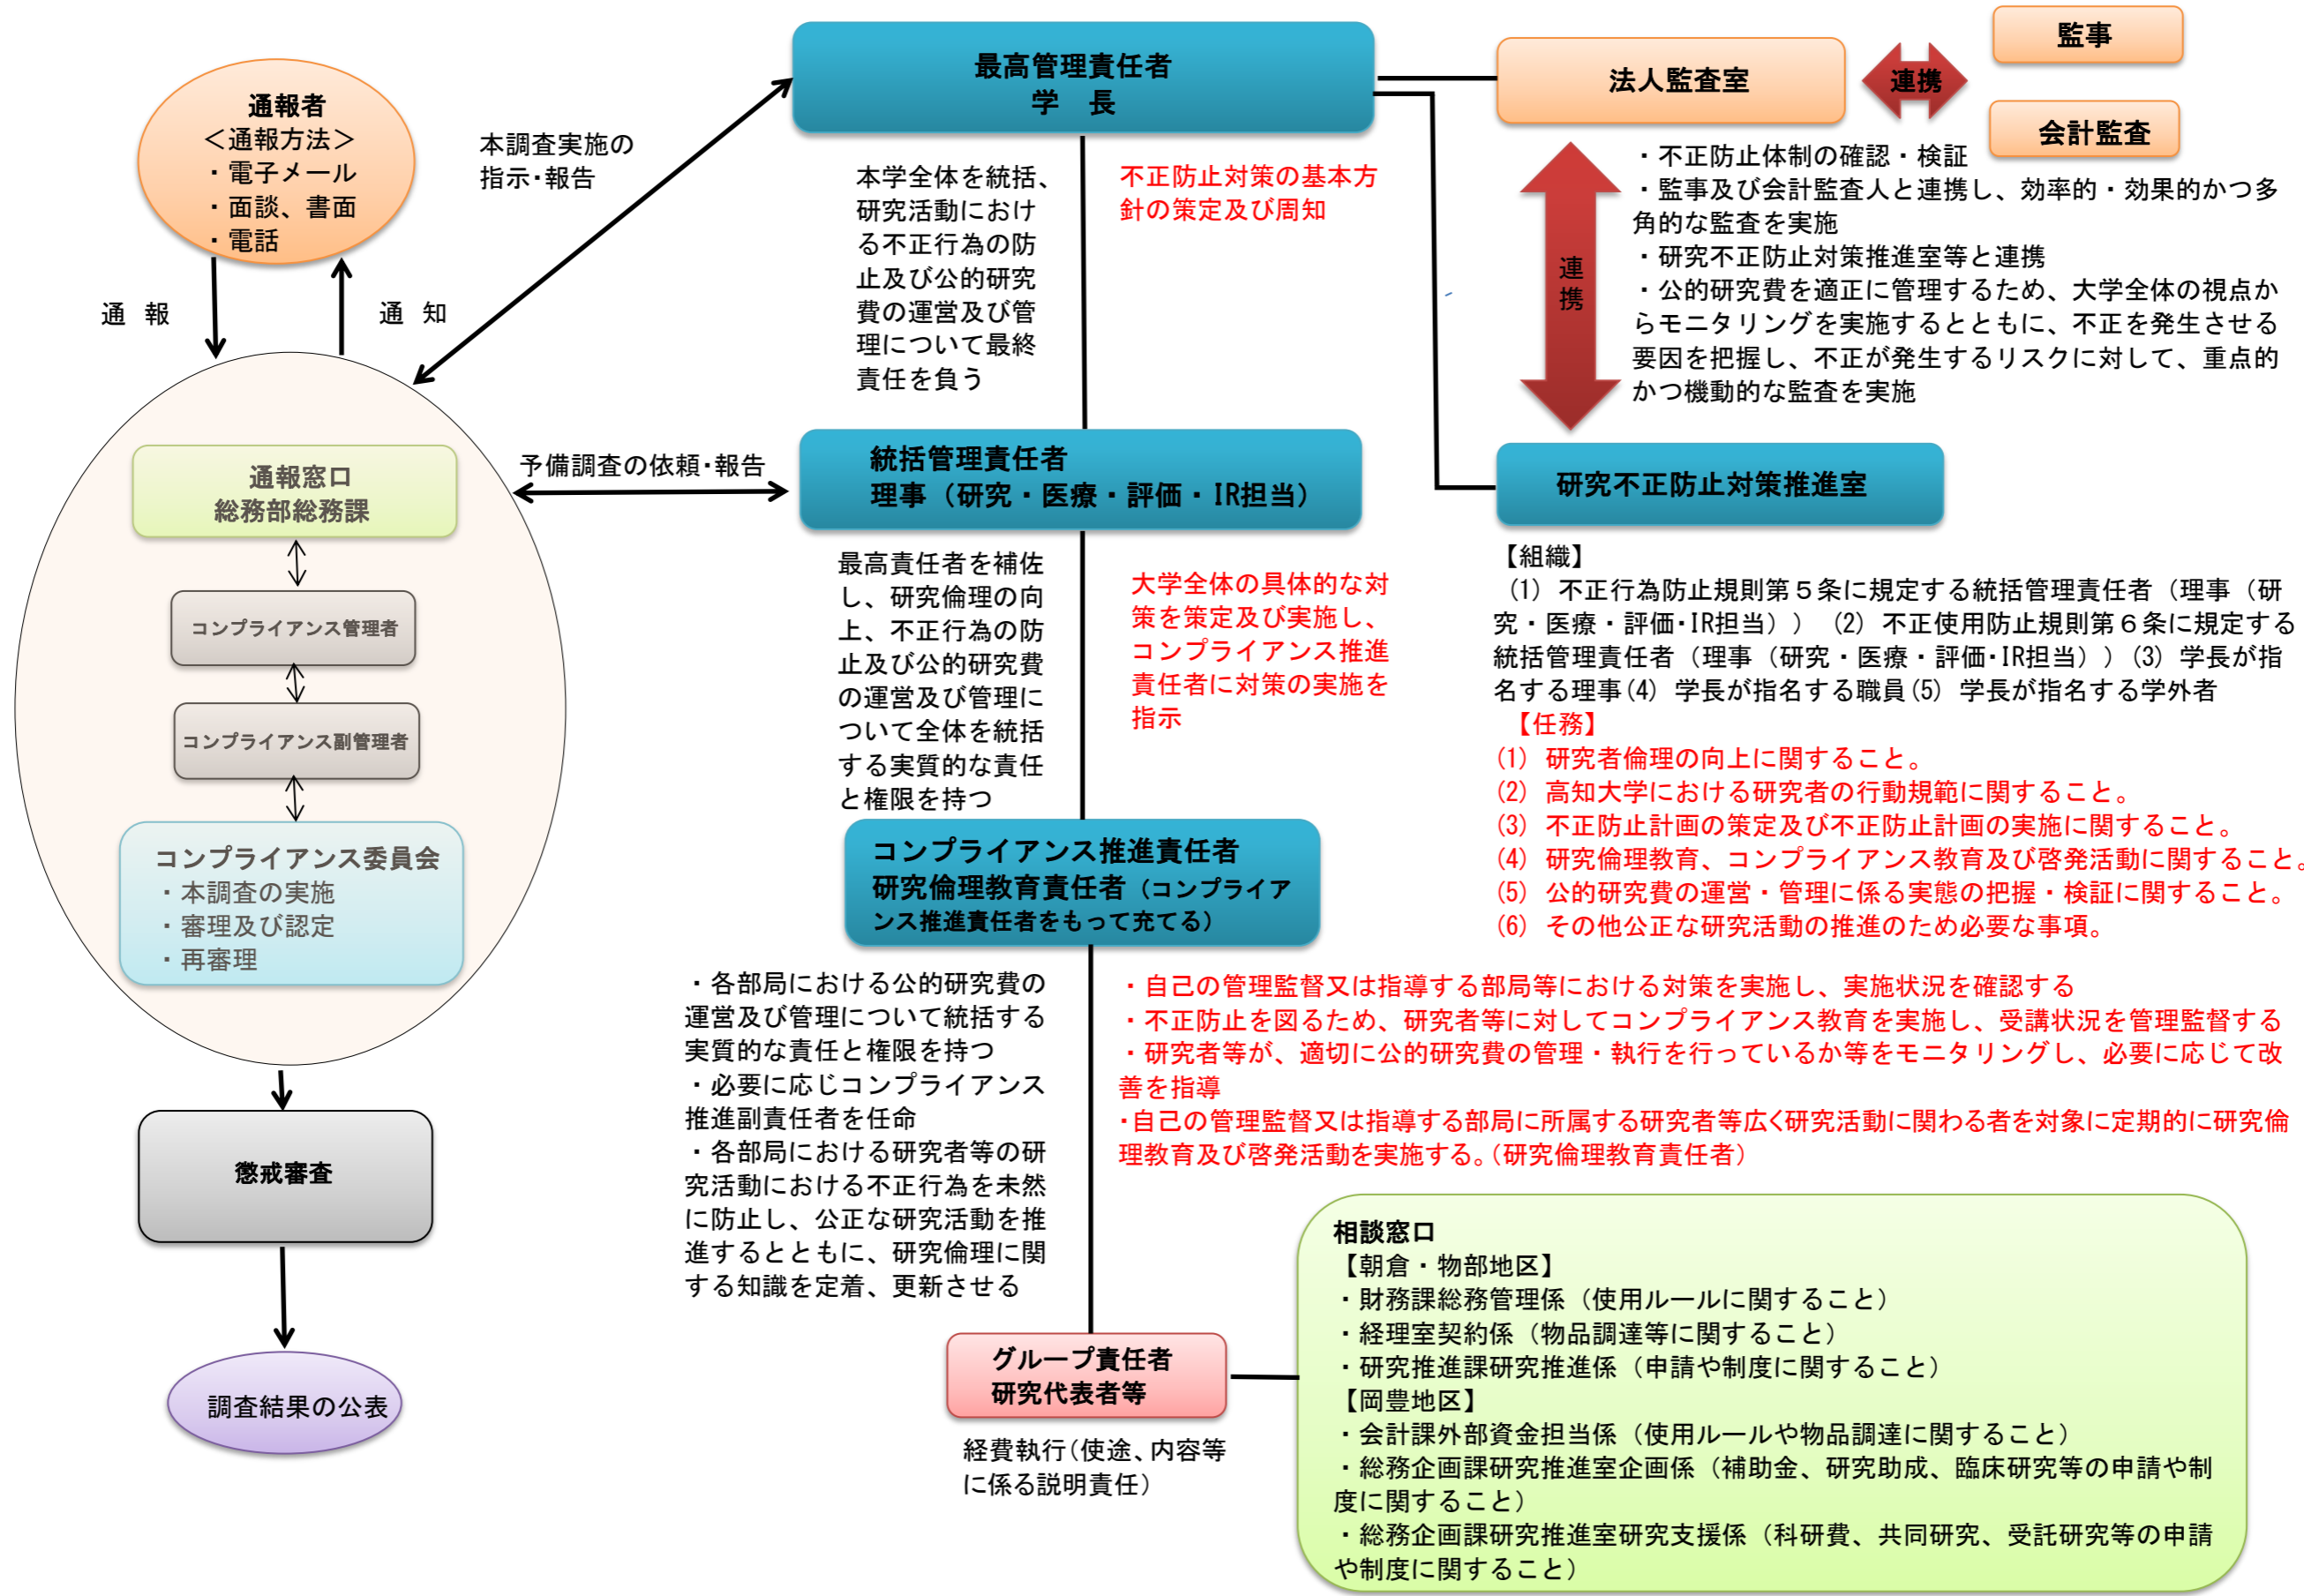 通報者
＜通報方法＞
・電子メール
・面談、書面
・電話
通　報
通　知
本調査実施の
指示・報告
予備調査の依頼・報告
通報窓口
総務部総務課
コンプライアンス管理者
コンプライアンス副管理者
コンプライアンス委員会
・本調査の実施
・審理及び認定
・再審理
懲戒審査
調査結果の公表
最高管理責任者
学　長
本学全体を統括、
研究活動におけ
る不正行為の防
止及び公的研究
費の運営及び管
理について最終
責任を負う
不正防止対策の基本方
針の策定及び周知
統括管理責任者
理事（研究・医療・評価・IR担当）
最高責任者を補佐
し、研究倫理の向
上、不正行為の防
止及び公的研究費
の運営及び管理に
ついて全体を統括
する実質的な責任
と権限を持つ
大学全体の具体的な対
策を策定及び実施し、
コンプライアンス推進
責任者に対策の実施を
指示
コンプライアンス推進責任者
研究倫理教育責任者（コンプライア
ンス推進責任者をもって充てる）
・各部局における公的研究費の
運営及び管理について統括する
実質的な責任と権限を持つ
・必要に応じコンプライアンス
推進副責任者を任命
・各部局における研究者等の研
究活動における不正行為を未然
に防止し、公正な研究活動を推
進するとともに、研究倫理に関
する知識を定着、更新させる
・自己の管理監督又は指導する部局等における対策を実施し、実施状況を確認する
・不正防止を図るため、研究者等に対してコンプライアンス教育を実施し、受講状況を管理監督する
・研究者等が、適切に公的研究費の管理・執行を行っているか等をモニタリングし、必要に応じて改
善を指導
・自己の管理監督又は指導する部局に所属する研究者等広く研究活動に関わる者を対象に定期的に研究倫
理教育及び啓発活動を実施する。（研究倫理教育責任者）
グループ責任者
研究代表者等
経費執行（使途、内容等
に係る説明責任）
法人監査室
連携
監事
会計監査
連
携
・不正防止体制の確認・検証
・監事及び会計監査人と連携し、効率的・効果的かつ多
角的な監査を実施
・研究不正防止対策推進室等と連携
・公的研究費を適正に管理するため、大学全体の視点か
らモニタリングを実施するとともに、不正を発生させる
要因を把握し、不正が発生するリスクに対して、重点的
かつ機動的な監査を実施
研究不正防止対策推進室
【組織】
(1) 不正行為防止規則第５条に規定する統括管理責任者（理事（研
究・医療・評価・IR担当）） (2) 不正使用防止規則第６条に規定する
統括管理責任者（理事（研究・医療・評価・IR担当））(3) 学長が指
名する理事(4) 学長が指名する職員(5) 学長が指名する学外者
【任務】
(1) 研究者倫理の向上に関すること。
(2) 高知大学における研究者の行動規範に関すること。
(3) 不正防止計画の策定及び不正防止計画の実施に関すること。
(4) 研究倫理教育、コンプライアンス教育及び啓発活動に関すること。
(5) 公的研究費の運営・管理に係る実態の把握・検証に関すること。
(6) その他公正な研究活動の推進のため必要な事項。
相談窓口
【朝倉・物部地区】
・財務課総務管理係（使用ルールに関すること）
・経理室契約係（物品調達等に関すること）
・研究推進課研究推進係（申請や制度に関すること）
【岡豊地区】
・会計課外部資金担当係（使用ルールや物品調達に関すること）
・総務企画課研究推進室企画係（補助金、研究助成、臨床研究等の申請や制
度に関すること）
・総務企画課研究推進室研究支援係（科研費、共同研究、受託研究等の申請
や制度に関すること）